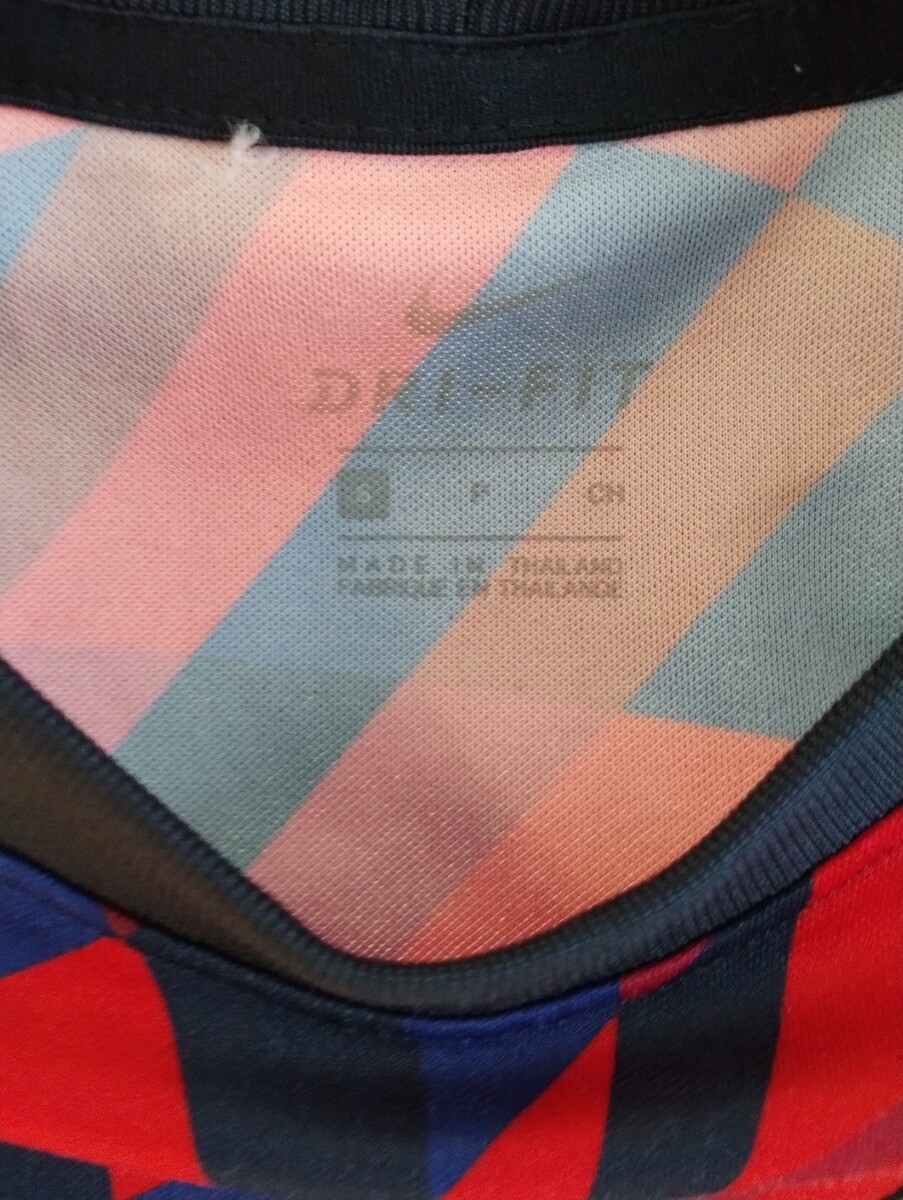 DRI-FIT
S P CH
MADE IN THAILAND
FABRIQUÉ EN THAÏLANDE